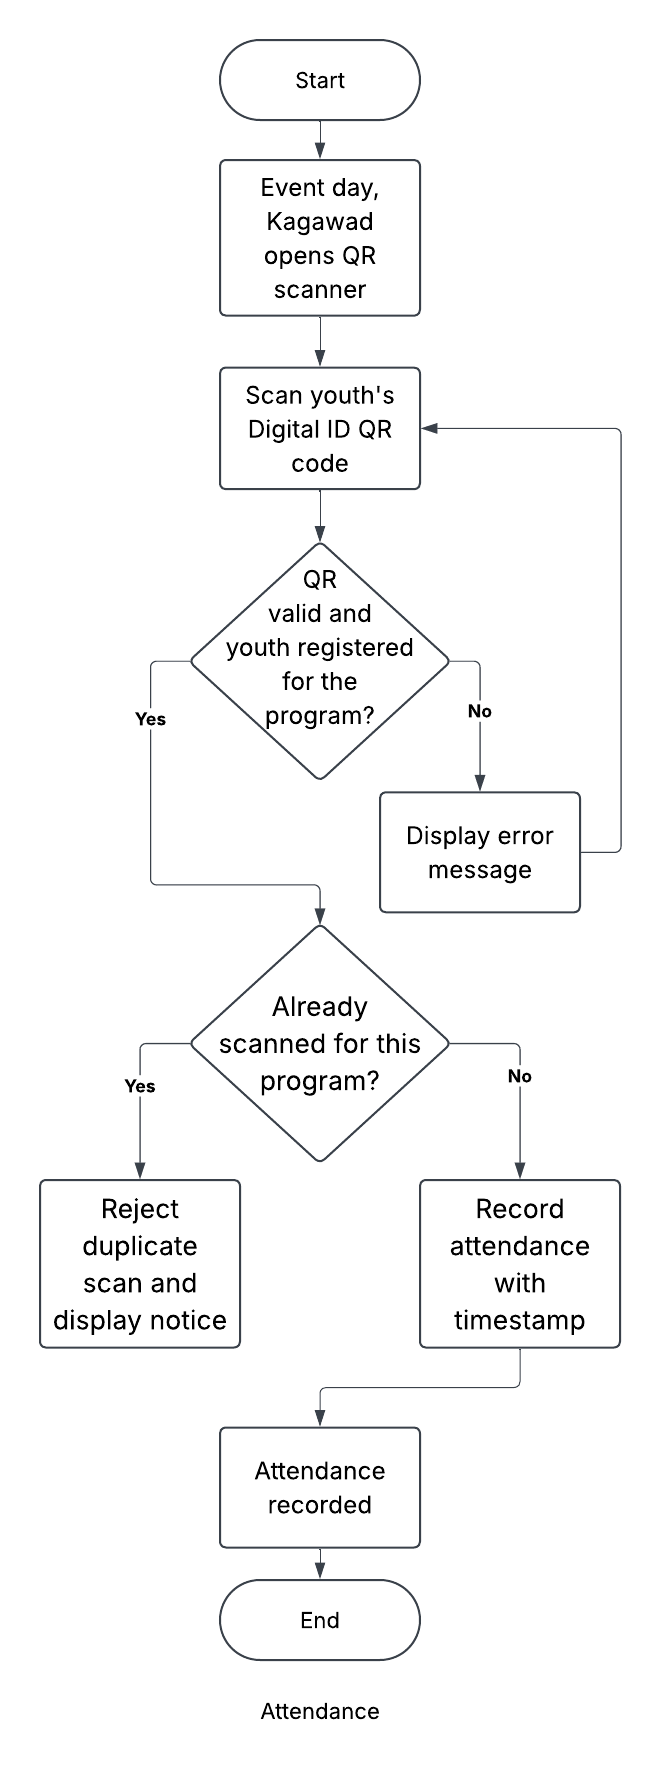 Start
Event day,
Kagawad
opens QR
scanner
Scan youth's
Digital ID QR
code
QR
valid and
youth registered
for the
program?
Yes
No
Display error
message
Already
scanned for this
program?
Yes
No
Reject
duplicate
scan and
display notice
Record
attendance
with
timestamp
Attendance
recorded
End
Attendance